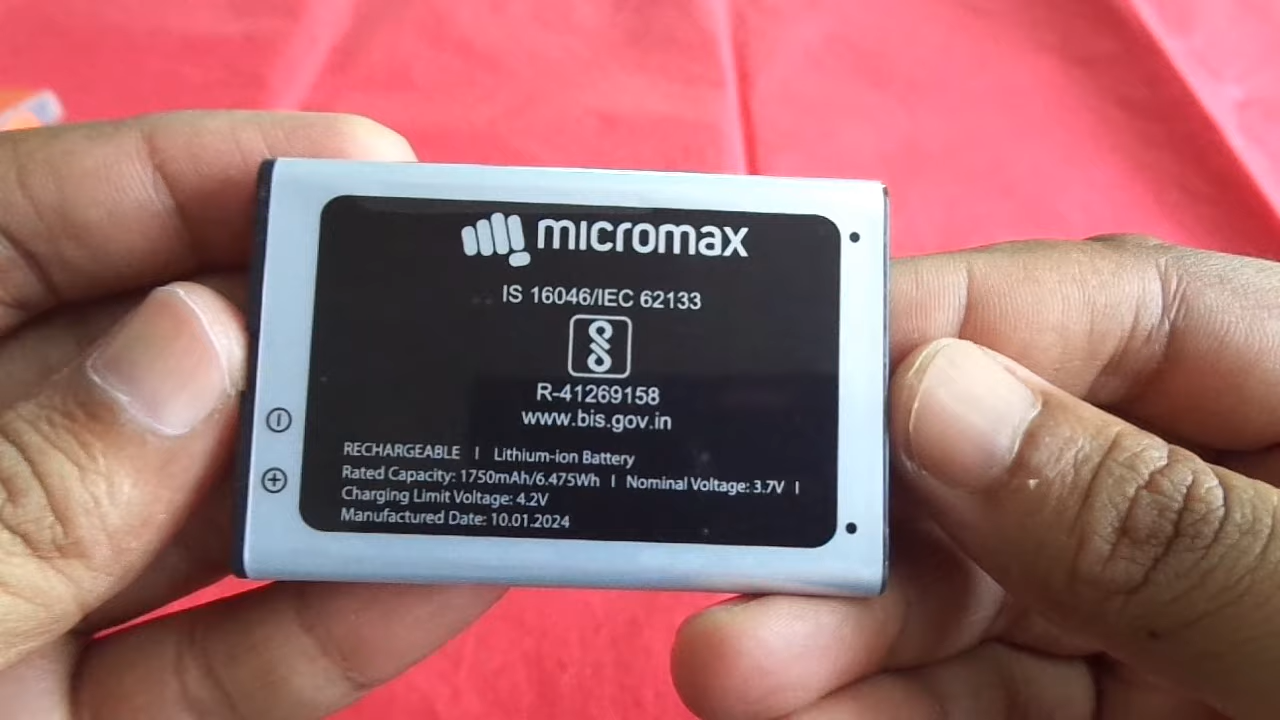 micromax
IS 16046/IEC 62133
R-41269158
www.bis.gov.in
RECHARGEABLE | Lithium-ion Battery
Rated Capacity: 1750mAh/6.475Wh | Nominal Voltage: 3.7V |
Charging Limit Voltage: 4.2V
Manufactured Date: 10.01.2024